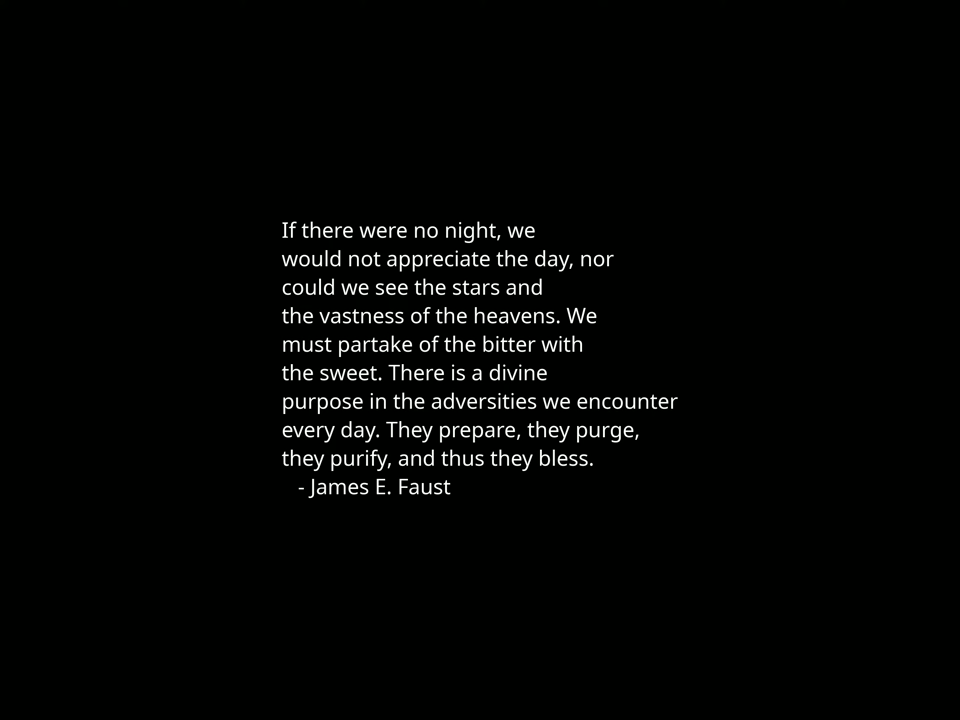 If there were no night, we
would not appreciate the day, nor
could we see the stars and
the vastness of the heavens. We
must partake of the bitter with
the sweet. There is a divine
purpose in the adversities we encounter
every day. They prepare, they purge,
they purify, and thus they bless.
- James E. Faust